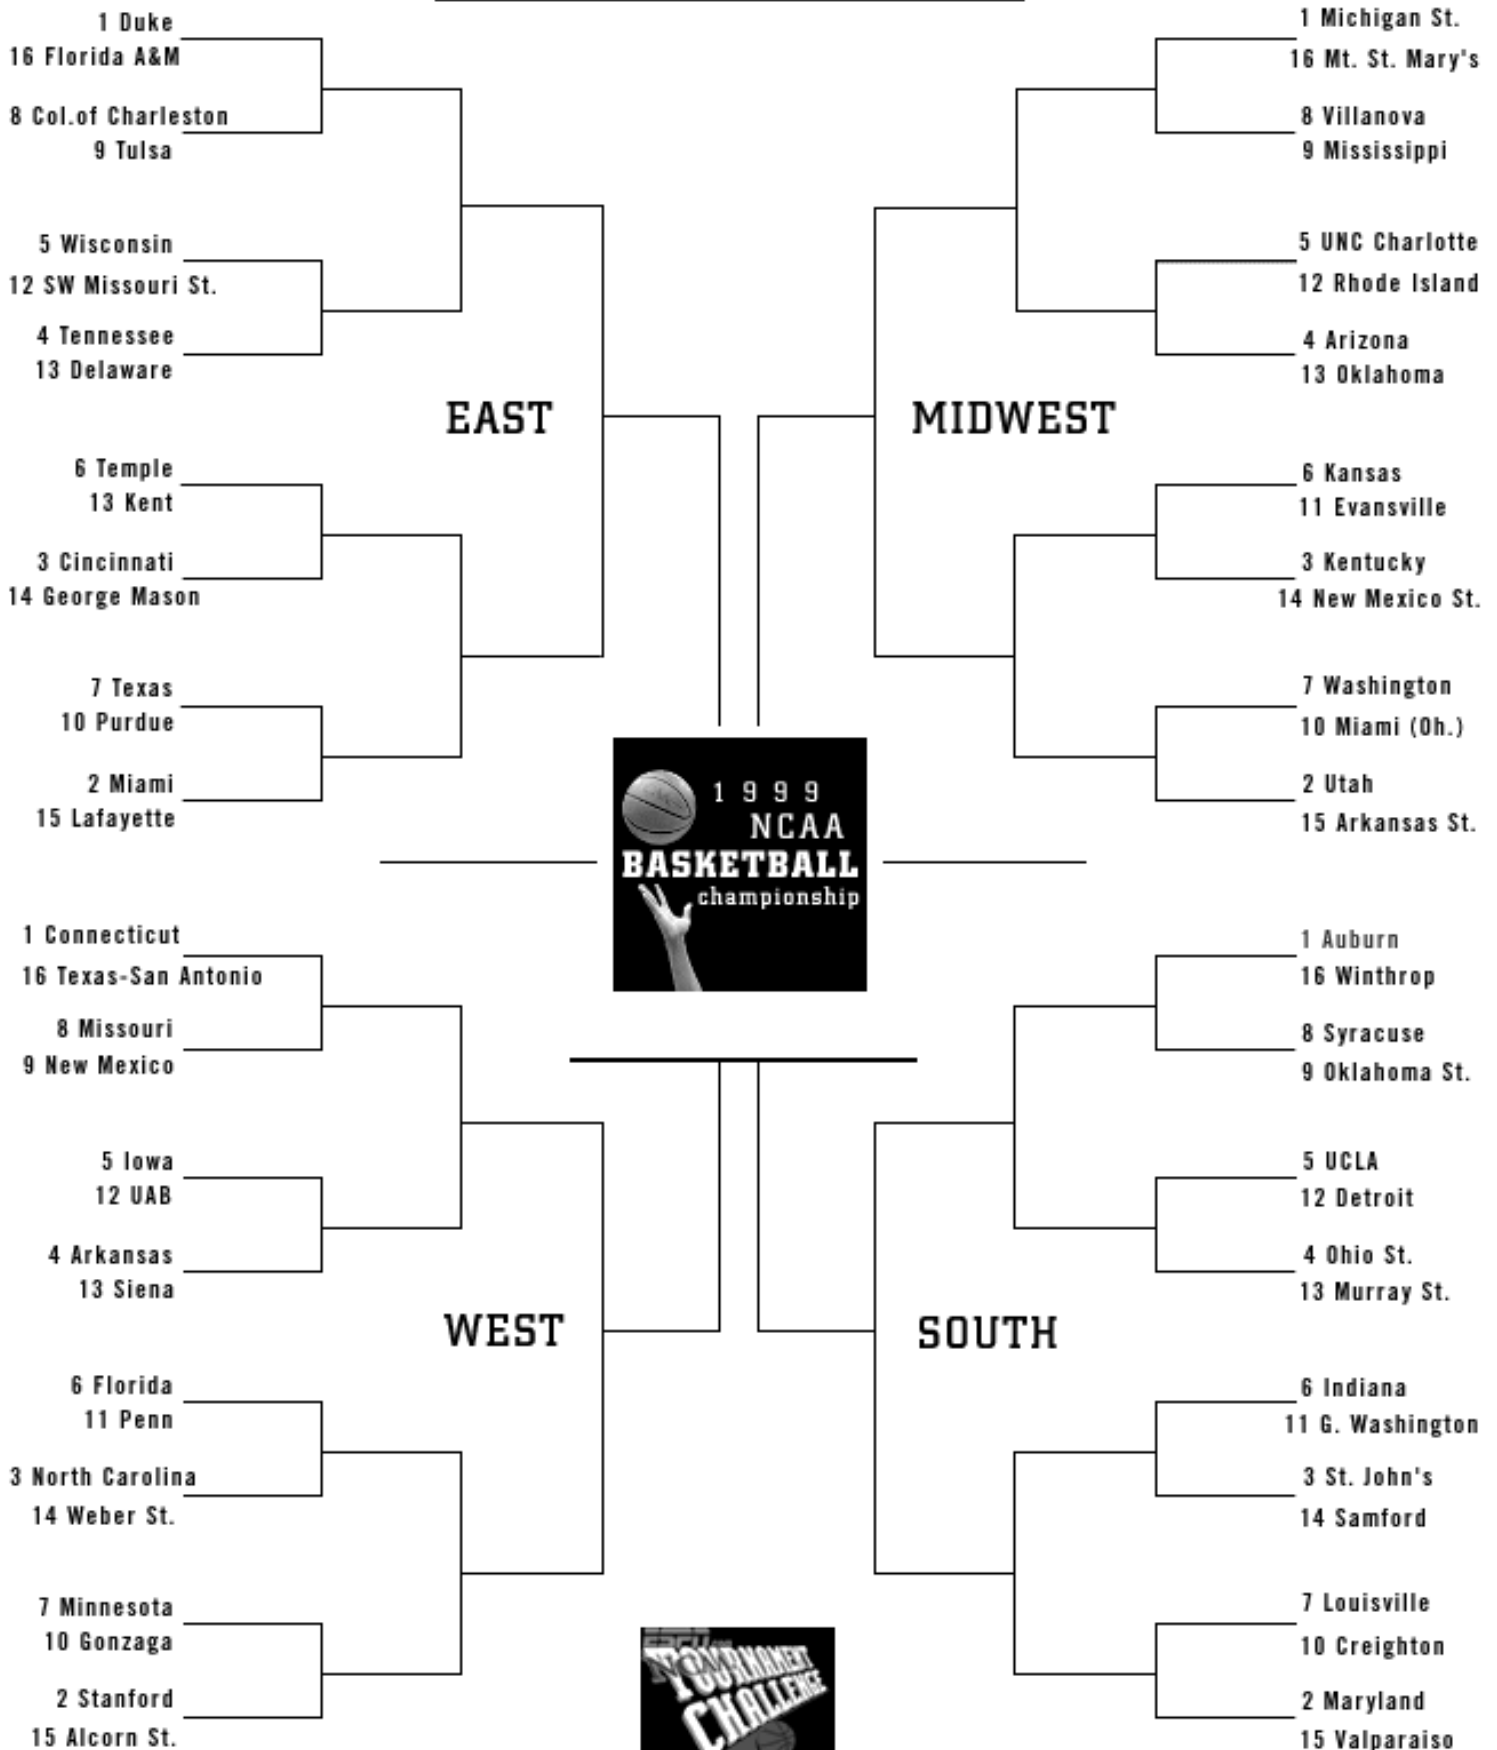 1 Duke
16 Florida A&M
8 Col.of Charleston
9 Tulsa
5 Wisconsin
12 SW Missouri St.
4 Tennessee
13 Delaware
EAST
6 Temple
13 Kent
3 Cincinnati
14 George Mason
7 Texas
10 Purdue
2 Miami
15 Lafayette
1 Michigan St.
16 Mt. St. Mary's
8 Villanova
9 Mississippi
5 UNC Charlotte
12 Rhode Island
4 Arizona
13 Oklahoma
MIDWEST
6 Kansas
11 Evansville
3 Kentucky
14 New Mexico St.
7 Washington
10 Miami (Oh.)
2 Utah
15 Arkansas St.
1999
NCAA
BASKETBALL
championship
1 Connecticut
16 Texas-San Antonio
8 Missouri
9 New Mexico
5 Iowa
12 UAB
4 Arkansas
13 Siena
WEST
6 Florida
11 Penn
3 North Carolina
14 Weber St.
7 Minnesota
10 Gonzaga
2 Stanford
15 Alcorn St.
1 Auburn
16 Winthrop
8 Syracuse
9 Oklahoma St.
5 UCLA
12 Detroit
4 Ohio St.
13 Murray St.
SOUTH
6 Indiana
11 G. Washington
3 St. John's
14 Samford
7 Louisville
10 Creighton
2 Maryland
15 Valparaiso
TOURNAMENT
CHALLENGE